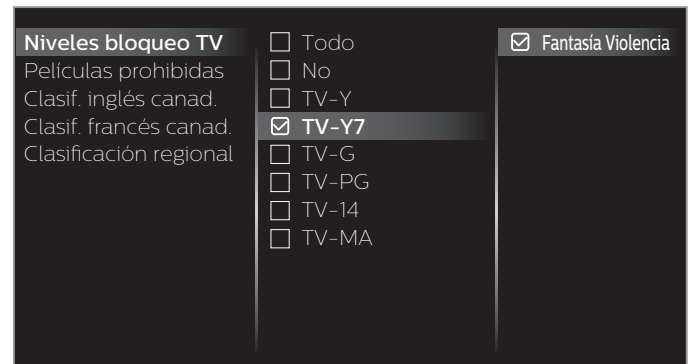 Niveles bloqueo TV
Películas prohibidas
Clasif. inglés canad.
Clasif. francés canad.
Clasificación regional
Todo
No
TV-Y
TV-Y7
TV-G
TV-PG
TV-14
TV-MA
Fantasía Violencia